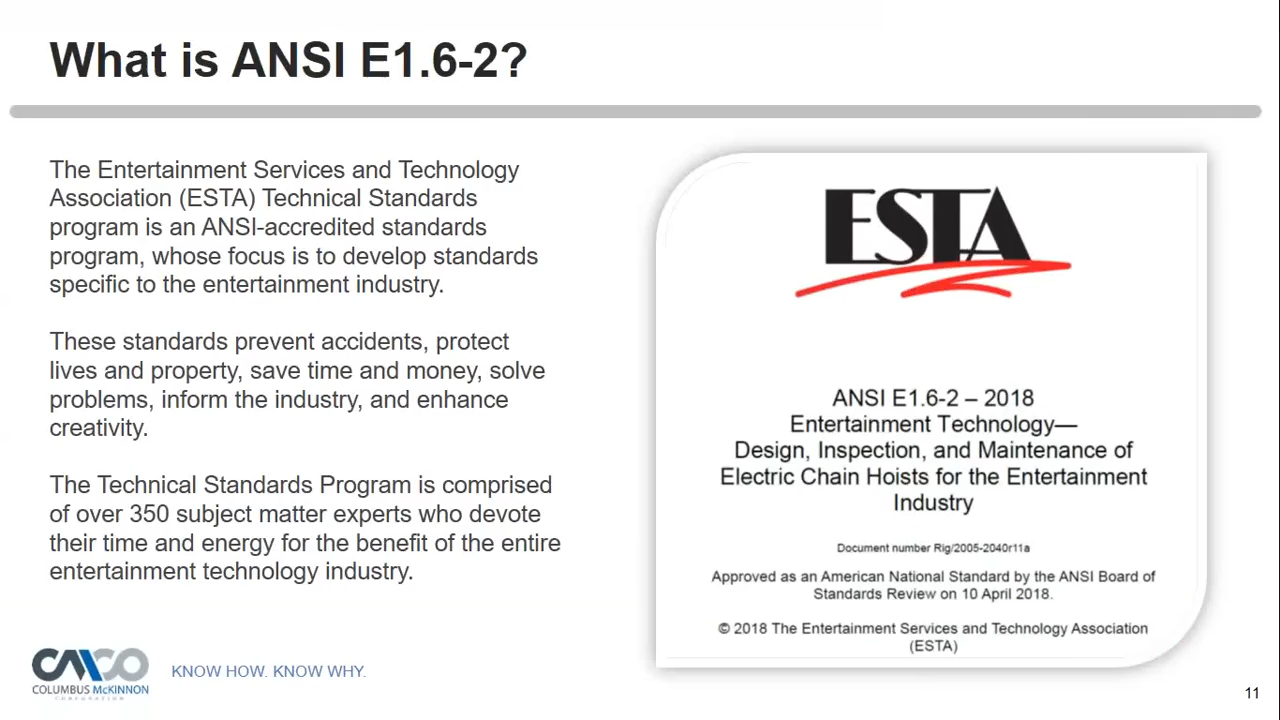 What is ANSI E1.6-2?
The Entertainment Services and Technology
Association (ESTA) Technical Standards
program is an ANSI-accredited standards
program, whose focus is to develop standards
specific to the entertainment industry.
These standards prevent accidents, protect
lives and property, save time and money, solve
problems, inform the industry, and enhance
creativity.
The Technical Standards Program is comprised
of over 350 subject matter experts who devote
their time and energy for the benefit of the entire
entertainment technology industry.
ESTA
ANSI E1.6-2 – 2018
Entertainment Technology—
Design, Inspection, and Maintenance of
Electric Chain Hoists for the Entertainment
Industry
Document number Rig/2005-2040r11a
Approved as an American National Standard by the ANSI Board of
Standards Review on 10 April 2018.
© 2018 The Entertainment Services and Technology Association
(ESTA)
CMCO
COLUMBUS McKINNON
CORPORATION
KNOW HOW. KNOW WHY.
11